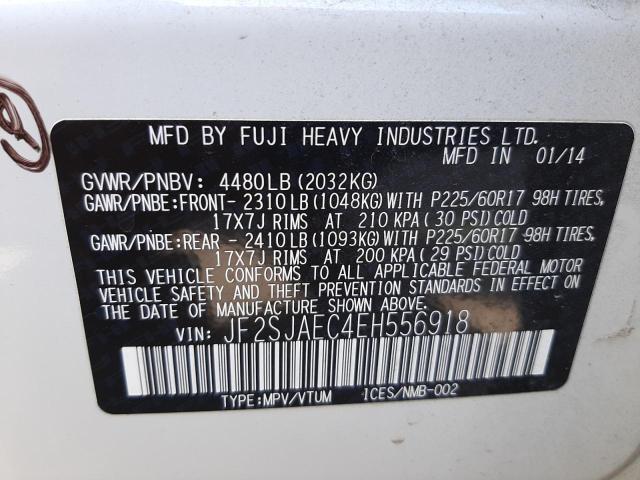 MFD BY FUJI HEAVY INDUSTRIES LTD.
MFD IN 01/14
GVWR/PNBV: 4480LB (2032KG)
GAWR/PNBE:FRONT- 2310 LB (1048KG) WITH P225/60R17 98H TIRES,
17X7J RIMS AT 210 KPA ( 30 PSI) COLD
GAWR/PNBE:REAR - 2410 LB (1093KG) WITH P225/60R17 98H TIRES,
17X7J RIMS AT 200 KPA ( 29 PSI) COLD
THIS VEHICLE CONFORMS TO ALL APPLICABLE FEDERAL MOTOR
VEHICLE SAFETY AND THEFT PREVENTION STANDARDS IN EFFECT ON
THE DATE OF MANUFACTURE SHOWN ABOVE.
VIN: JF2SJAEC4EH556918
TYPE:MPV/VTUM ICES/NMB-002